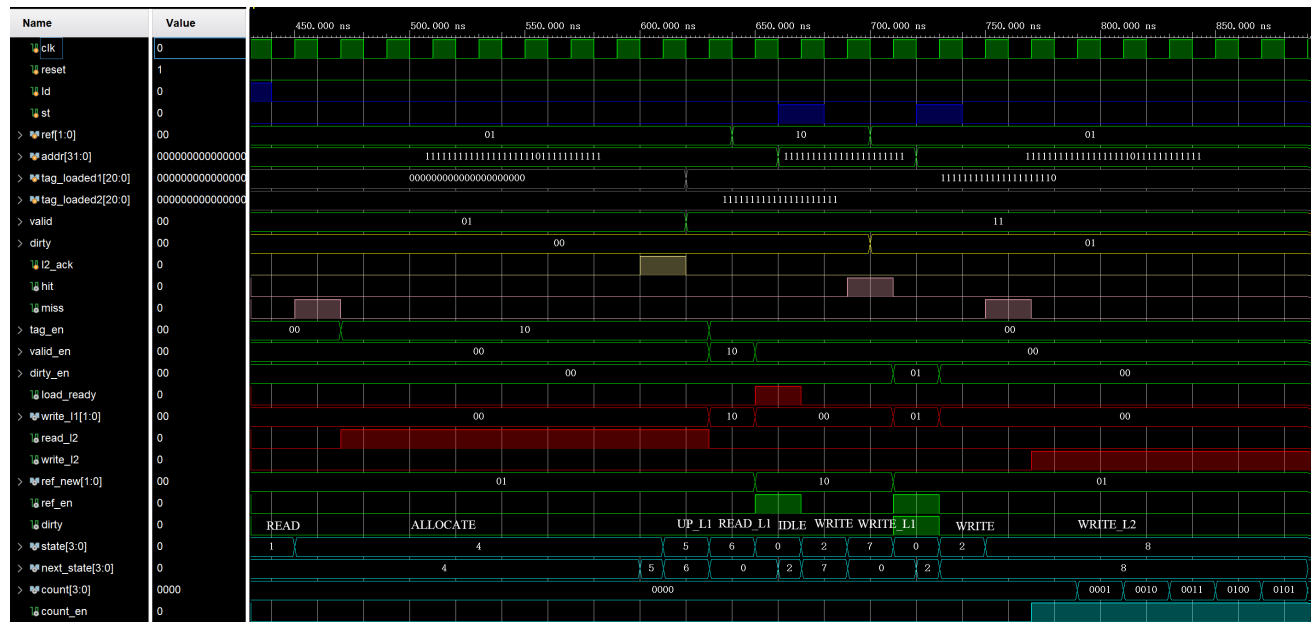 Name Value 450.000 ns 500.000 ns 550.000 ns 600.000 ns 650.000 ns 700.000 ns 750.000 ns 800.000 ns 850.000 ns
clk 0
reset 1
ld 0
st 0
ref[1:0] 00 01 10 01
addr[31:0] 0000000000000000 11111111111111111111011111111111 11111111111111111111011111111111
tag_loaded1[20:0] 0000000000000000 000000000000000000000 111111111111111111110
tag_loaded2[20:0] 0000000000000000 111111111111111111111
valid 00 01 11
dirty 00 00 01
l2_ack 0
hit 0
miss 0
tag_en 00 00 10 00
valid_en 00 00 10 00
dirty_en 00 00 01 00
load_ready 0
write_l1[1:0] 00 00 10 00 01 00
read_l2 0
write_l2 0
ref_new[1:0] 00 01 10 01
ref_en 0
dirty 0 READ ALLOCATE UP_L1 READ_L1 IDLE WRITE WRITE_L1 WRITE WRITE_L2
state[3:0] 0 1 4 5 6 0 2 7 0 2 8
next_state[3:0] 0 4 5 6 0 2 7 0 2 8
count[3:0] 0000 0000 0001 0010 0011 0100 0101
count_en 0